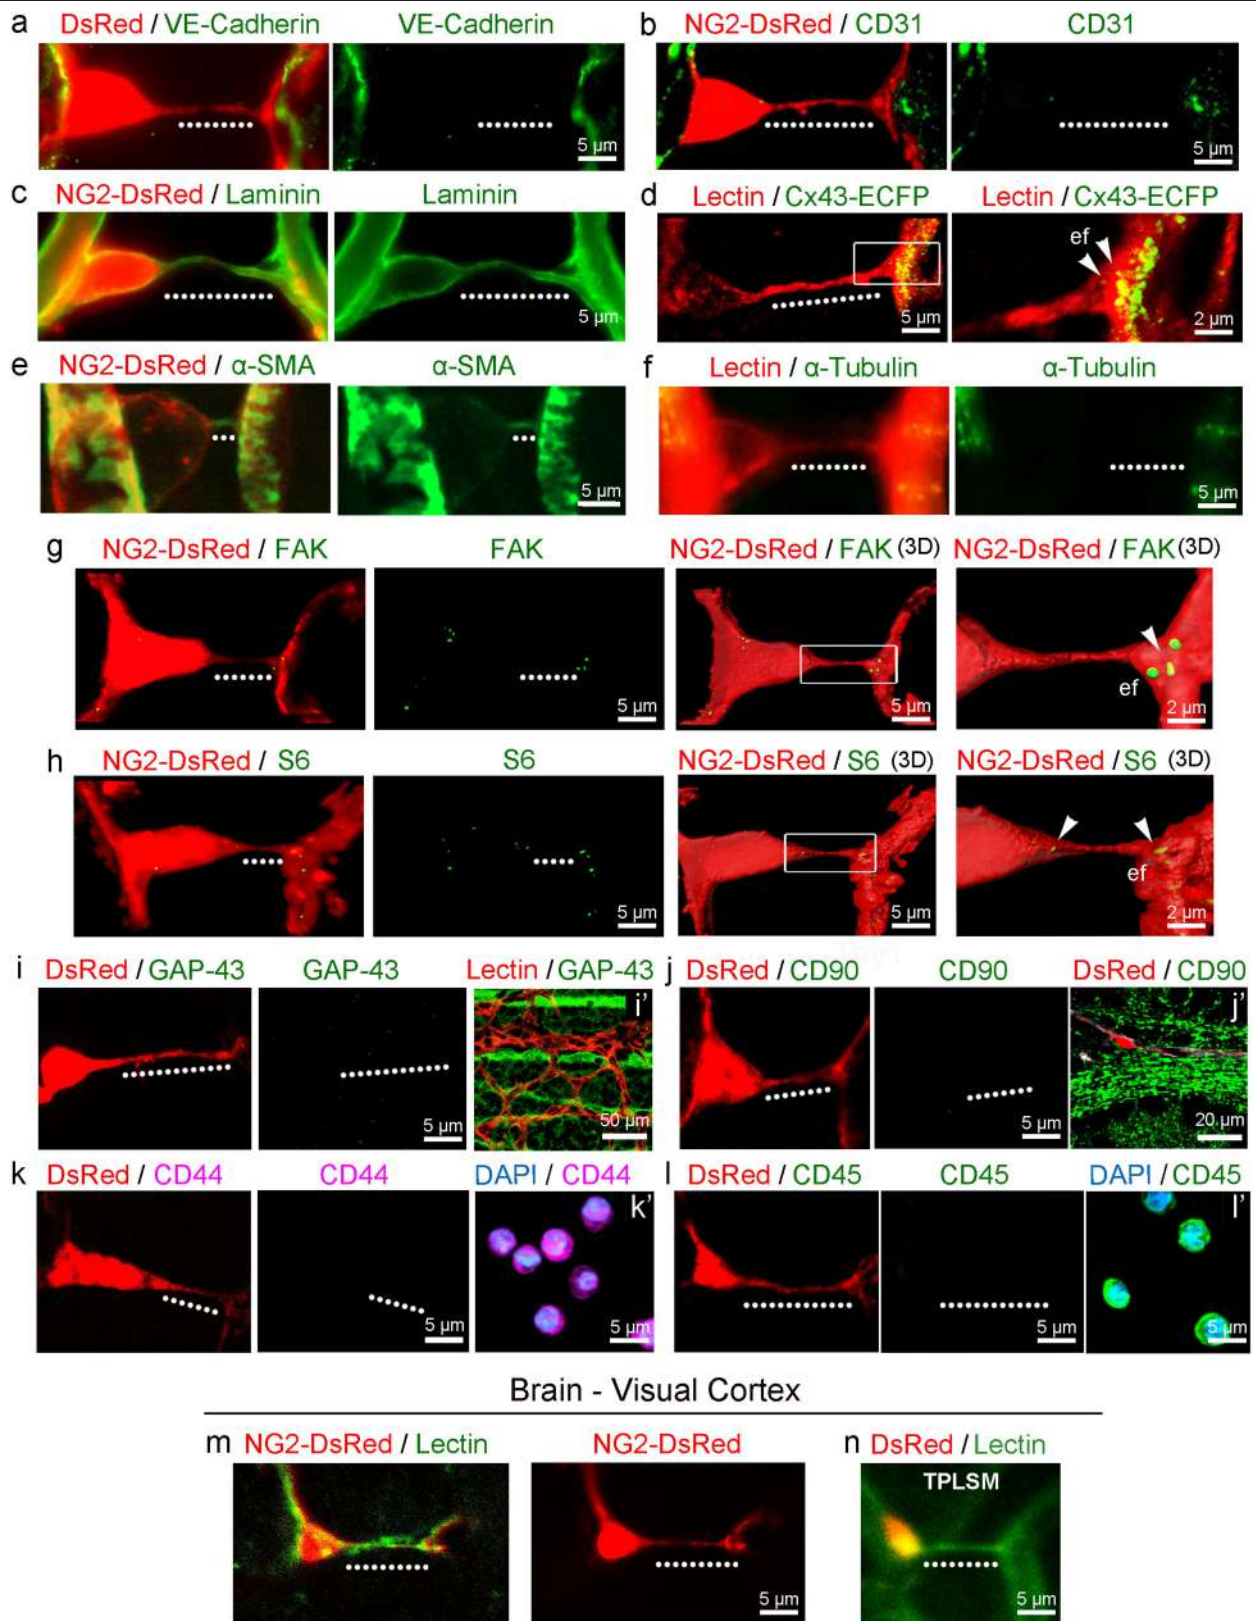 a DsRed / VE-Cadherin VE-Cadherin
5 µm
b NG2-DsRed / CD31 CD31
5 µm
c NG2-DsRed / Laminin Laminin
5 µm
d Lectin / Cx43-ECFP Lectin / Cx43-ECFP
ef
5 µm 2 µm
e NG2-DsRed / α-SMA α-SMA
5 µm
f Lectin / α-Tubulin α-Tubulin
5 µm
g NG2-DsRed / FAK FAK NG2-DsRed / FAK (3D) NG2-DsRed / FAK (3D)
ef
5 µm 5 µm 2 µm
h NG2-DsRed / S6 S6 NG2-DsRed / S6 (3D) NG2-DsRed / S6 (3D)
ef
5 µm 5 µm 2 µm
i DsRed / GAP-43 GAP-43 Lectin / GAP-43
i'
5 µm 50 µm
j DsRed / CD90 CD90 DsRed / CD90
j'
5 µm 20 µm
k DsRed / CD44 CD44 DAPI / CD44
k'
5 µm 5 µm
l DsRed / CD45 CD45 DAPI / CD45
l'
5 µm 5 µm
Brain - Visual Cortex
m NG2-DsRed / Lectin NG2-DsRed
5 µm
n DsRed / Lectin
TPLSM
5 µm